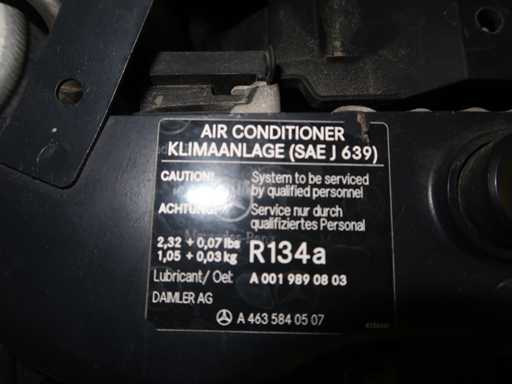 AIR CONDITIONER
KLIMAANLAGE (SAE J 639)
CAUTION: System to be serviced
by qualified personnel
ACHTUNG: Service nur durch
qualifiziertes Personal
2,32 + 0,07 lbs
1,05 + 0,03 kg R134a
Lubricant/ Oel: A 001 989 08 03
DAIMLER AG
A 463 584 05 07